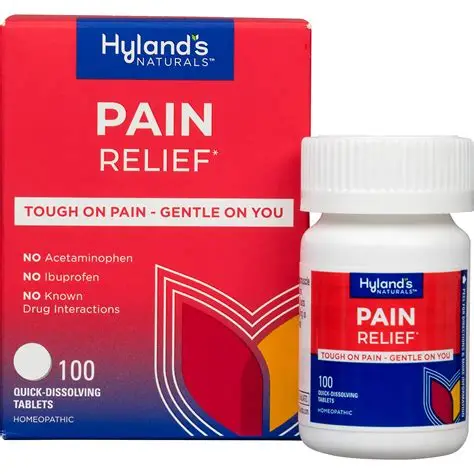 Hyland's
NATURALS™
PAIN
RELIEF*
TOUGH ON PAIN - GENTLE ON YOU
NO Acetaminophen
NO Ibuprofen
NO Known
Drug Interactions
100
QUICK-DISSOLVING
TABLETS
HOMEOPATHIC
Hyland's
NATURALS™
PAIN
RELIEF*
TOUGH ON PAIN - GENTLE ON YOU
100
QUICK-DISSOLVING
TABLETS
HOMEOPATHIC